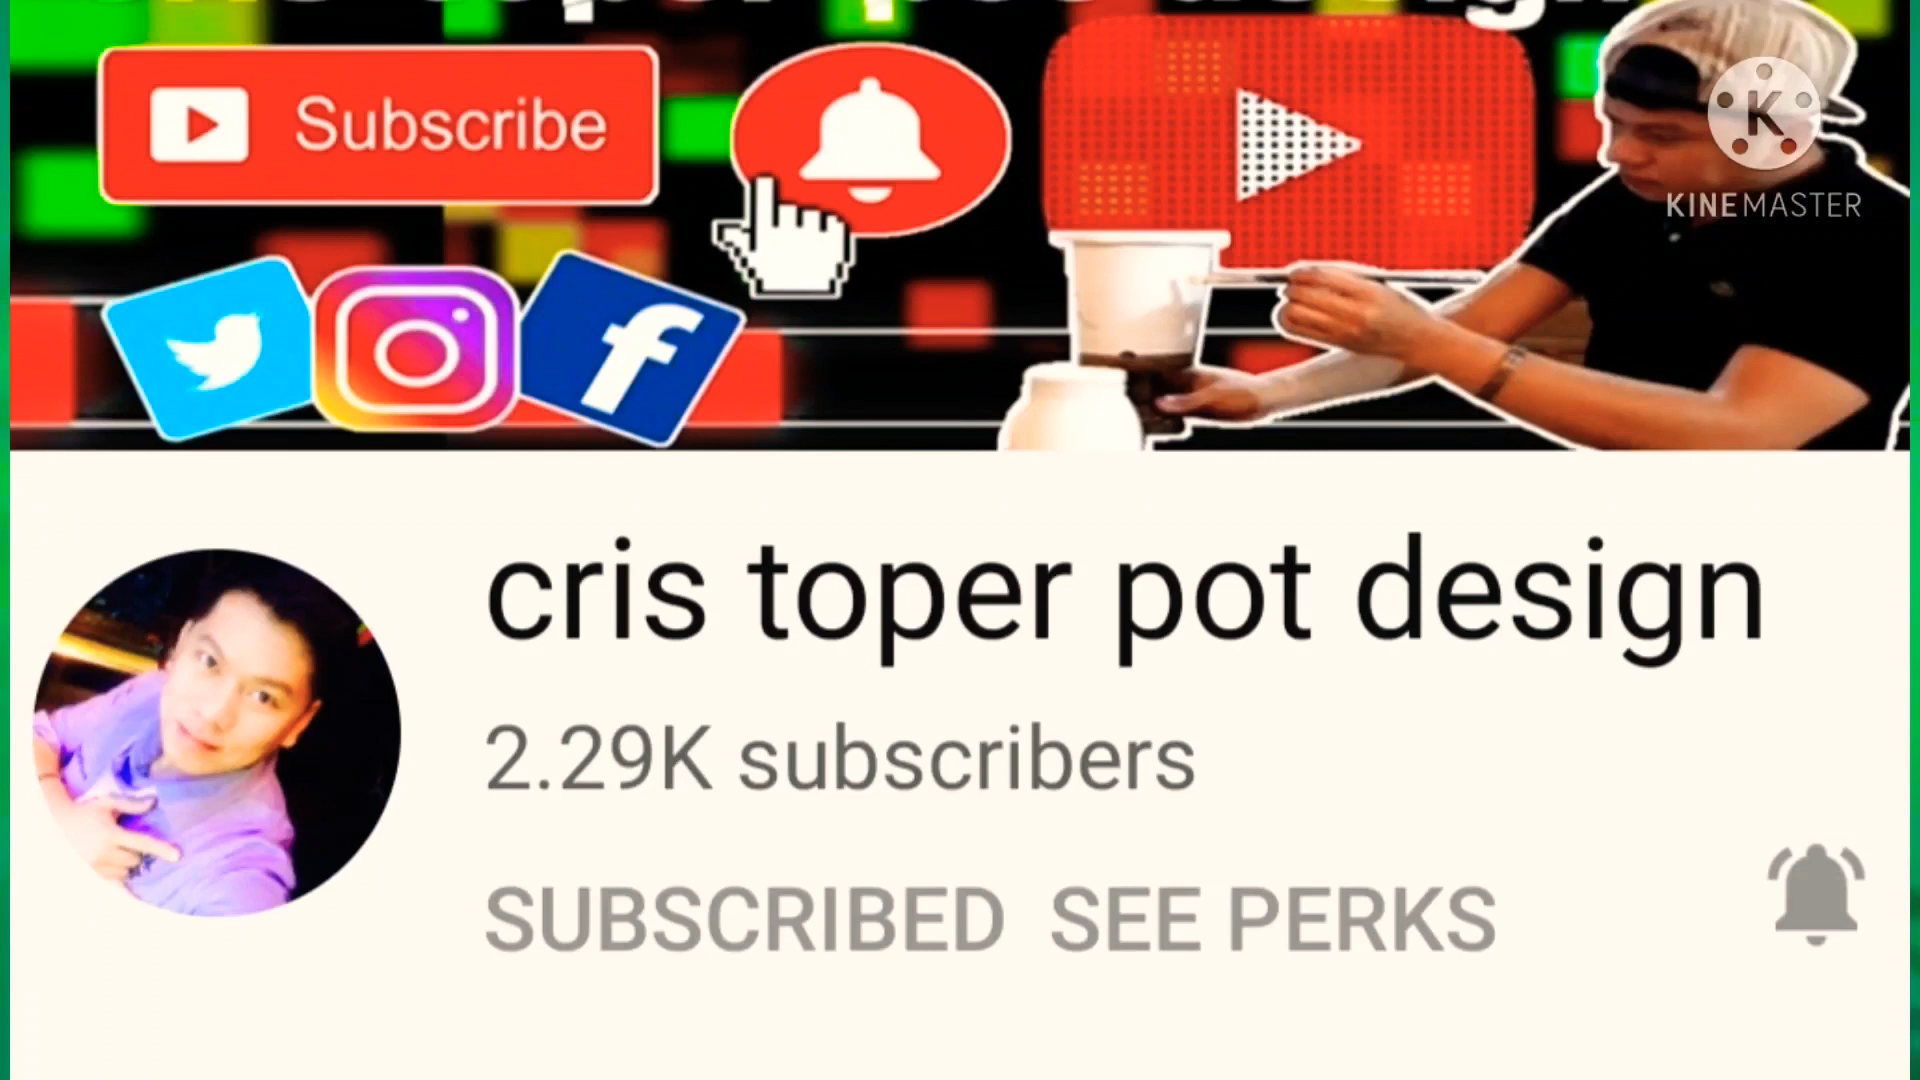 Subscribe
K
KINEMASTER
f
cris toper pot design
2.29K subscribers
SUBSCRIBED SEE PERKS